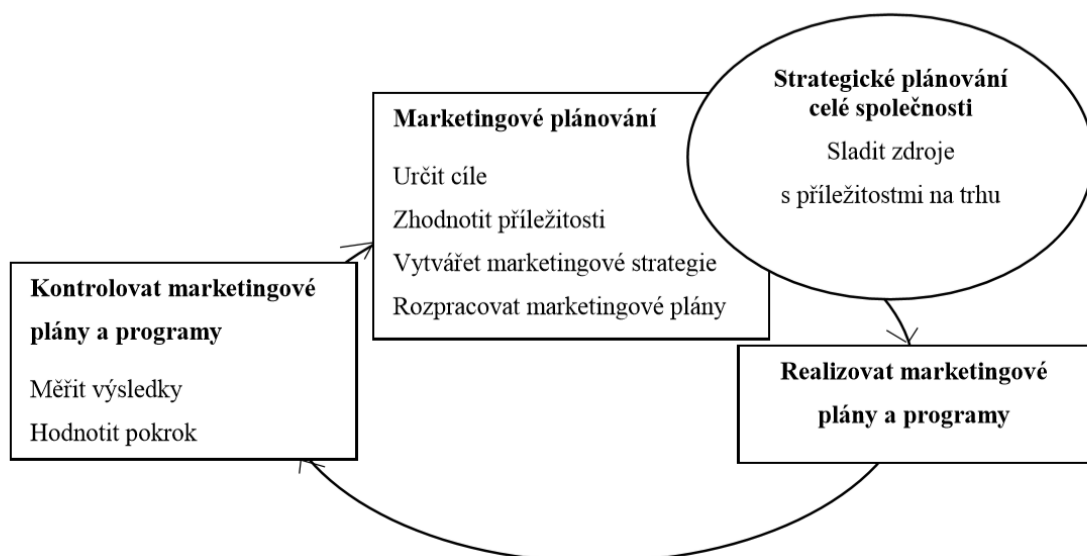 Strategické plánování
celé společnosti
Sladit zdroje
s příležitostmi na trhu
Marketingové plánování
Určit cíle
Zhodnotit příležitosti
Vytvářet marketingové strategie
Rozpracovat marketingové plány
Kontrolovat marketingové
plány a programy
Měřit výsledky
Hodnotit pokrok
Realizovat marketingové
plány a programy